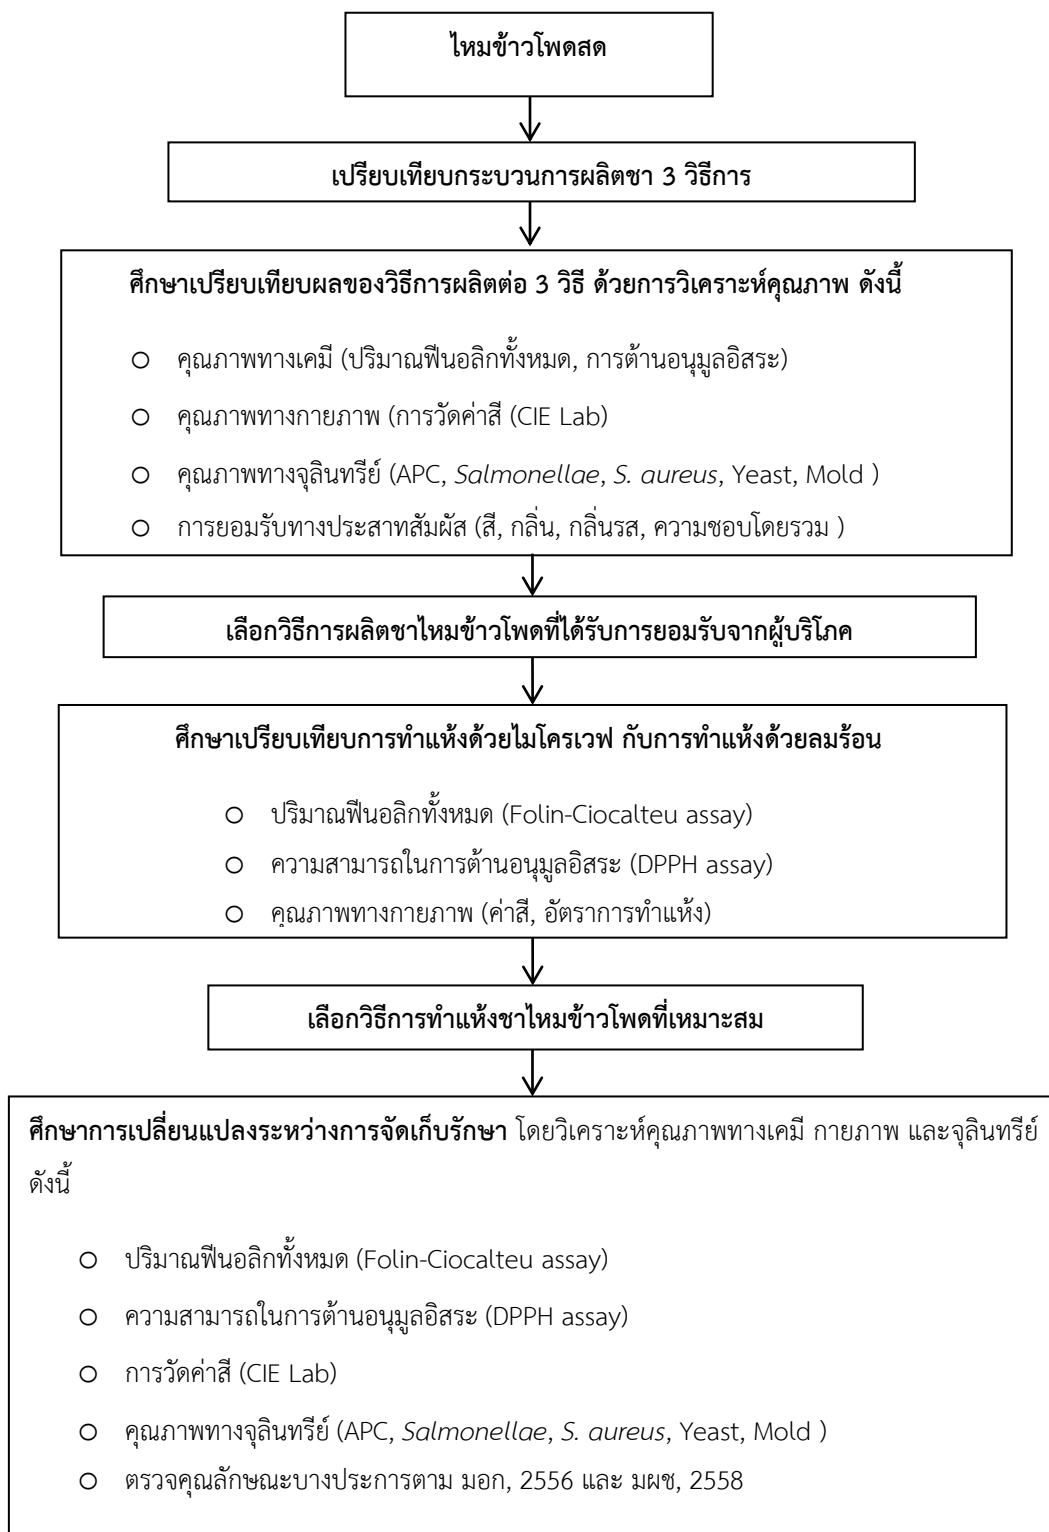 ไหมข้าวโพดสด
เปรียบเทียบกระบวนการผลิตชา 3 วิธีการ
ศึกษาเปรียบเทียบผลของวิธีการผลิตต่อ 3 วิธี ด้วยการวิเคราะห์คุณภาพ ดังนี้
o คุณภาพทางเคมี (ปริมาณฟีนอลิกทั้งหมด, การต้านอนุมูลอิสระ)
o คุณภาพทางกายภาพ (การวัดค่าสี (CIE Lab)
o คุณภาพทางจุลินทรีย์ (APC, Salmonellae, S. aureus, Yeast, Mold )
o การยอมรับทางประสาทสัมผัส (สี, กลิ่น, กลิ่นรส, ความชอบโดยรวม )
เลือกวิธีการผลิตชาไหมข้าวโพดที่ได้รับการยอมรับจากผู้บริโภค
ศึกษาเปรียบเทียบการทำแห้งด้วยไมโครเวฟ กับการทำแห้งด้วยลมร้อน
o ปริมาณฟีนอลิกทั้งหมด (Folin-Ciocalteu assay)
o ความสามารถในการต้านอนุมูลอิสระ (DPPH assay)
o คุณภาพทางกายภาพ (ค่าสี, อัตราการทำแห้ง)
เลือกวิธีการทำแห้งชาไหมข้าวโพดที่เหมาะสม
ศึกษาการเปลี่ยนแปลงระหว่างการจัดเก็บรักษา โดยวิเคราะห์คุณภาพทางเคมี กายภาพ และจุลินทรีย์
ดังนี้
o ปริมาณฟีนอลิกทั้งหมด (Folin-Ciocalteu assay)
o ความสามารถในการต้านอนุมูลอิสระ (DPPH assay)
o การวัดค่าสี (CIE Lab)
o คุณภาพทางจุลินทรีย์ (APC, Salmonellae, S. aureus, Yeast, Mold )
o ตรวจคุณลักษณะบางประการตาม มอก, 2556 และ มผช, 2558